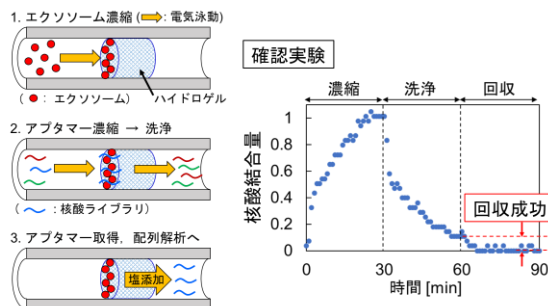 1. エクソソーム濃縮 (⇨: 電気泳動)
(●: エクソソーム) ハイドロゲル
2. アプタマー濃縮 → 洗浄
(～: 核酸ライブラリ)
3. アプタマー取得, 配列解析へ
塩添加
確認実験
濃縮 洗浄 回収
核酸結合量
1
0.8
0.6
0.4
0.2
0
回収成功
0 30 60 90
時間 [min]